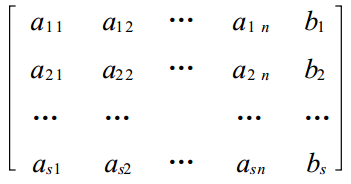 a₁₁ a₁₂ ··· a₁ₙ b₁
a₂₁ a₂₂ ··· a₂ₙ b₂
··· ··· ··· ···
aₛ₁ aₛ₂ ··· aₛₙ bₛ